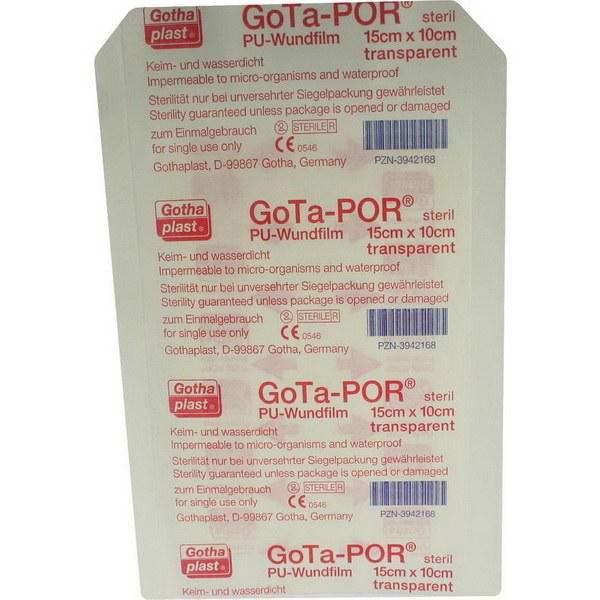 Gotha
plast®
GoTa-POR® steril
PU-Wundfilm 15cm x 10cm
transparent
Keim- und wasserdicht
Impermeable to micro-organisms and waterproof
Sterilität nur bei unversehrter Siegelpackung gewährleistet
Sterility guaranteed unless package is opened or damaged
zum Einmalgebrauch 2 STERILE R
for single use only CE 0546
Gothaplast, D-99867 Gotha, Germany PZN-3942168
Gotha
plast®
GoTa-POR® steril
PU-Wundfilm 15cm x 10cm
transparent
Keim- und wasserdicht
Impermeable to micro-organisms and waterproof
Sterilität nur bei unversehrter Siegelpackung gewährleistet
Sterility guaranteed unless package is opened or damaged
zum Einmalgebrauch 2 STERILE R
for single use only CE 0546
Gothaplast, D-99867 Gotha, Germany PZN-3942168
Gotha
plast®
GoTa-POR® steril
PU-Wundfilm 15cm x 10cm
transparent
Keim- und wasserdicht
Impermeable to micro-organisms and waterproof
Sterilität nur bei unversehrter Siegelpackung gewährleistet
Sterility guaranteed unless package is opened or damaged
zum Einmalgebrauch 2 STERILE R
for single use only CE 0546
Gothaplast, D-99867 Gotha, Germany PZN-3942168
Gotha
plast®
GoTa-POR® steril
PU-Wundfilm 15cm x 10cm
transparent
Keim- und wasserdicht